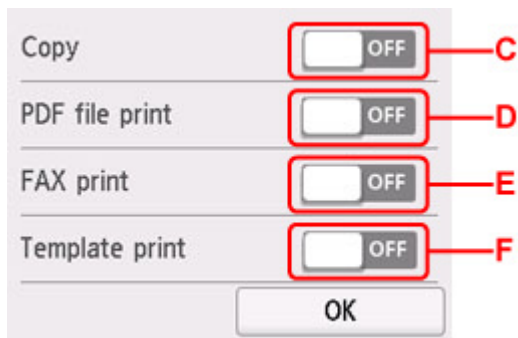 Copy OFF C
PDF file print OFF D
FAX print OFF E
Template print OFF F
OK